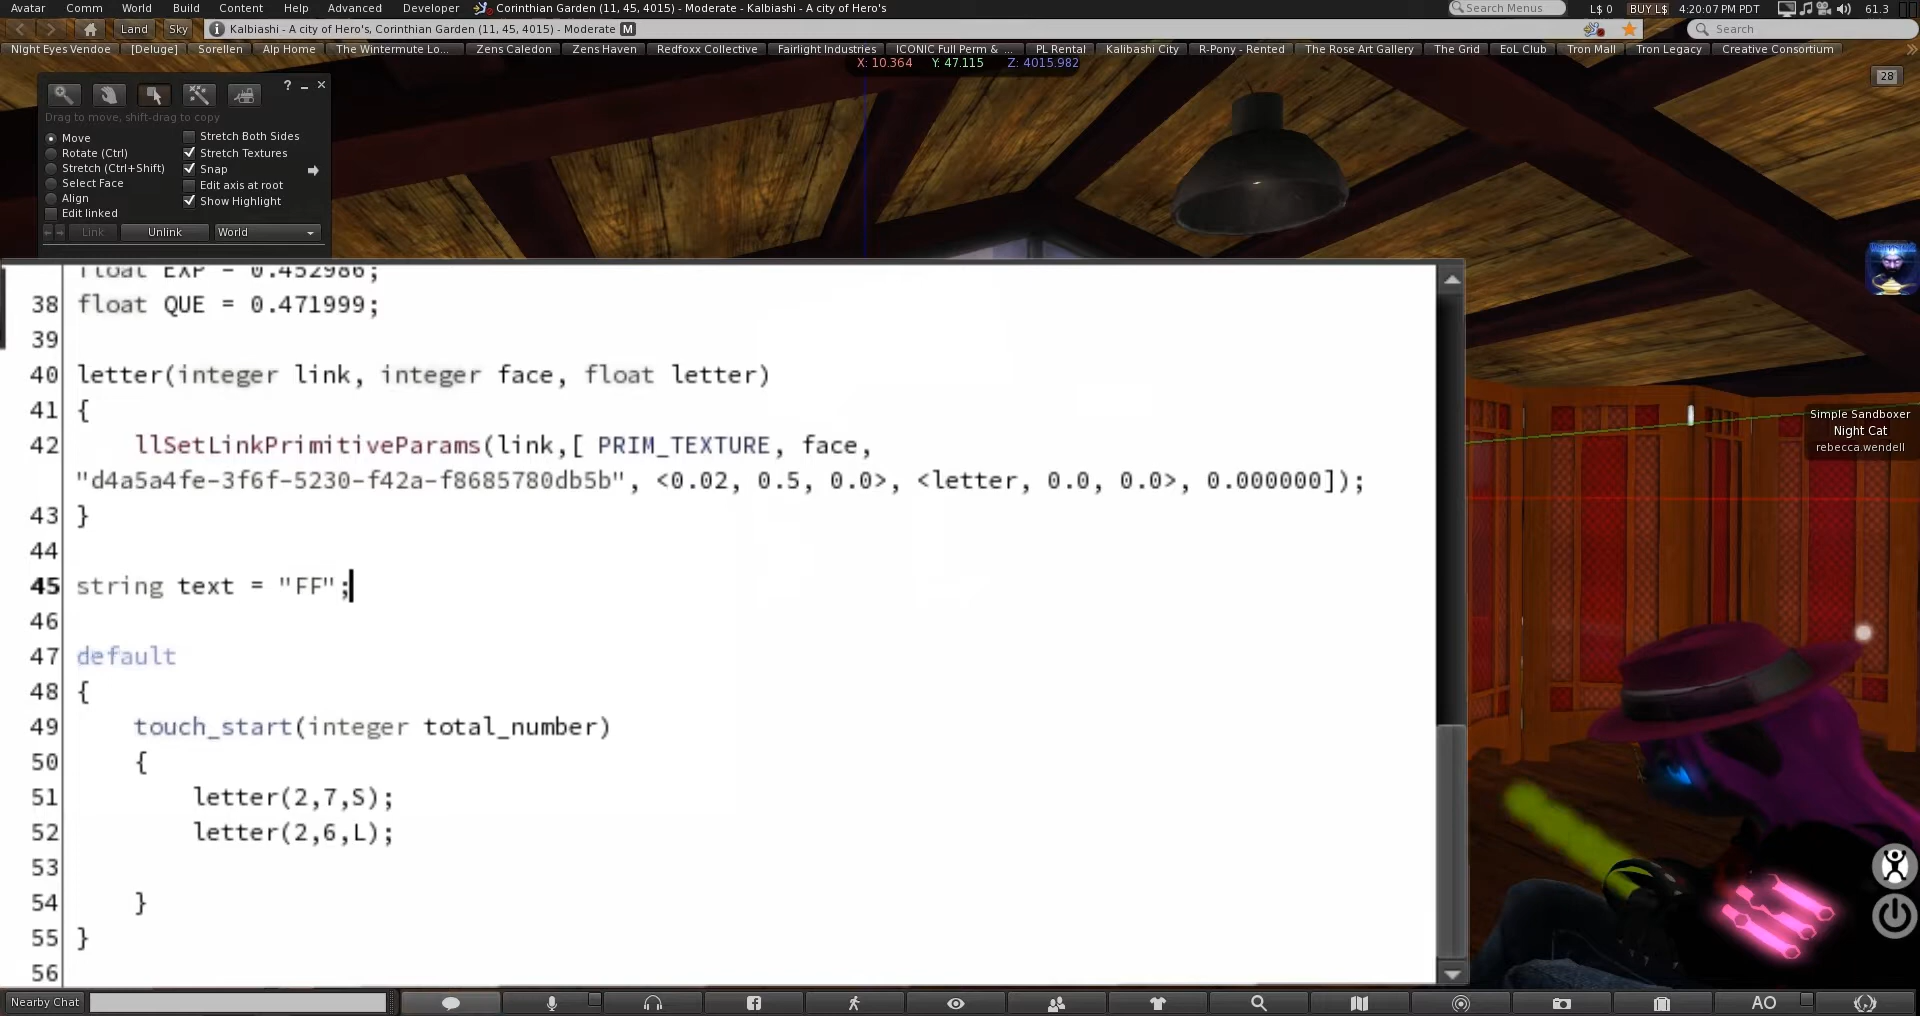 Avatar Comm World Build Content Help Advanced Developer Corinthian Garden (11, 45, 4015) - Moderate - Kalbiashi - A city of Hero's Search Menus L$ 0 BUY L$ 4:20:07 PM PDT 61.3
Land Sky Kalbiashi - A city of Hero's, Corinthian Garden (11, 45, 4015) - Moderate M Search
NIght Eyes Vendoe [Deluge] Sorellen Alp Home The Wintermute Lo... Zens Caledon Zens Haven Redfoxx Collective Fairlight Industries ICONIC Full Perm & ... PL Rental Kalibashi City R-Pony - Rented The Rose Art Gallery The Grid EoL Club Tron Mall Tron Legacy Creative Consortium
X: 10.364 Y: 47.115 Z: 4015.982
28
?
Drag to move, shift-drag to copy
Move Stretch Both Sides
Rotate (Ctrl) Stretch Textures
Stretch (Ctrl+Shift) Snap
Select Face Edit axis at root
Align Show Highlight
Edit linked
Link Unlink World
float EXP = 0.452986;
38 float QUE = 0.471999;
39
40 letter(integer link, integer face, float letter)
41 {
42 llSetLinkPrimitiveParams(link,[ PRIM_TEXTURE, face,
"d4a5a4fe-3f6f-5230-f42a-f8685780db5b", <0.02, 0.5, 0.0>, <letter, 0.0, 0.0>, 0.000000]);
43 }
44
45 string text = "FF";
46
47 default
48 {
49 touch_start(integer total_number)
50 {
51 letter(2,7,S);
52 letter(2,6,L);
53
54 }
55 }
56
Simple Sandboxer
Night Cat
rebecca.wendell
Nearby Chat AO